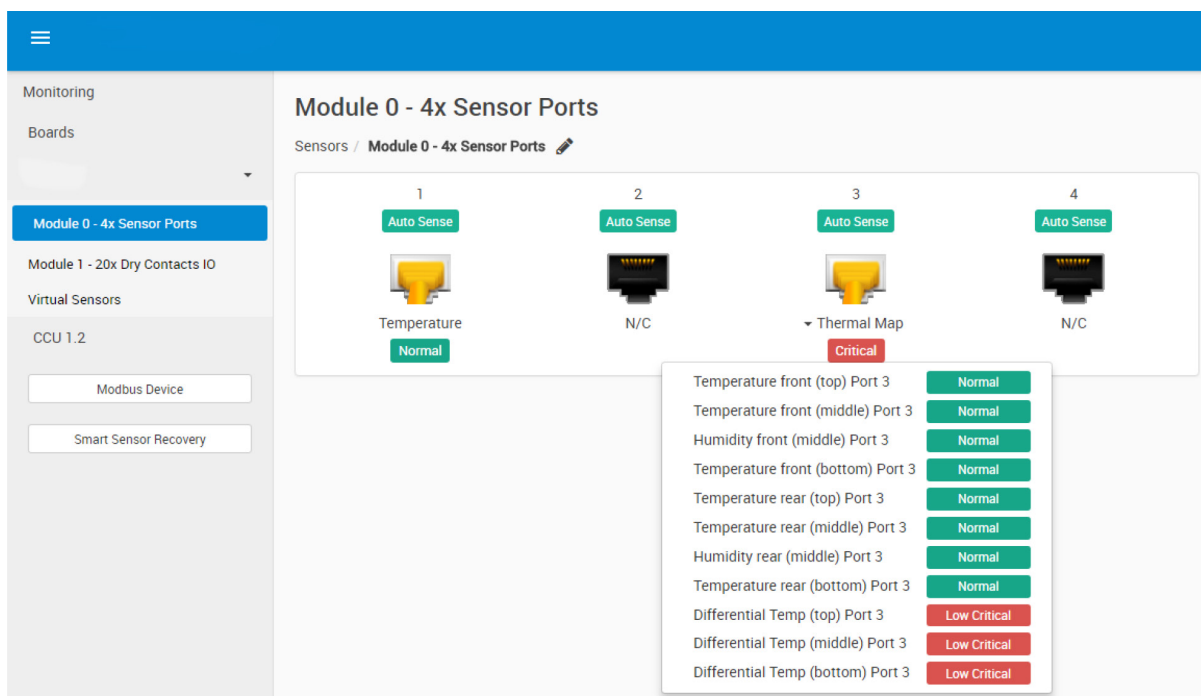 Monitoring
Boards
Module 0 - 4x Sensor Ports
Module 1 - 20x Dry Contacts IO
Virtual Sensors
CCU 1.2
Modbus Device
Smart Sensor Recovery
Module 0 - 4x Sensor Ports
Sensors / Module 0 - 4x Sensor Ports
1 2 3 4
Auto Sense Auto Sense Auto Sense Auto Sense
Temperature N/C Thermal Map N/C
Normal Critical
Temperature front (top) Port 3 Normal
Temperature front (middle) Port 3 Normal
Humidity front (middle) Port 3 Normal
Temperature front (bottom) Port 3 Normal
Temperature rear (top) Port 3 Normal
Temperature rear (middle) Port 3 Normal
Humidity rear (middle) Port 3 Normal
Temperature rear (bottom) Port 3 Normal
Differential Temp (top) Port 3 Low Critical
Differential Temp (middle) Port 3 Low Critical
Differential Temp (bottom) Port 3 Low Critical